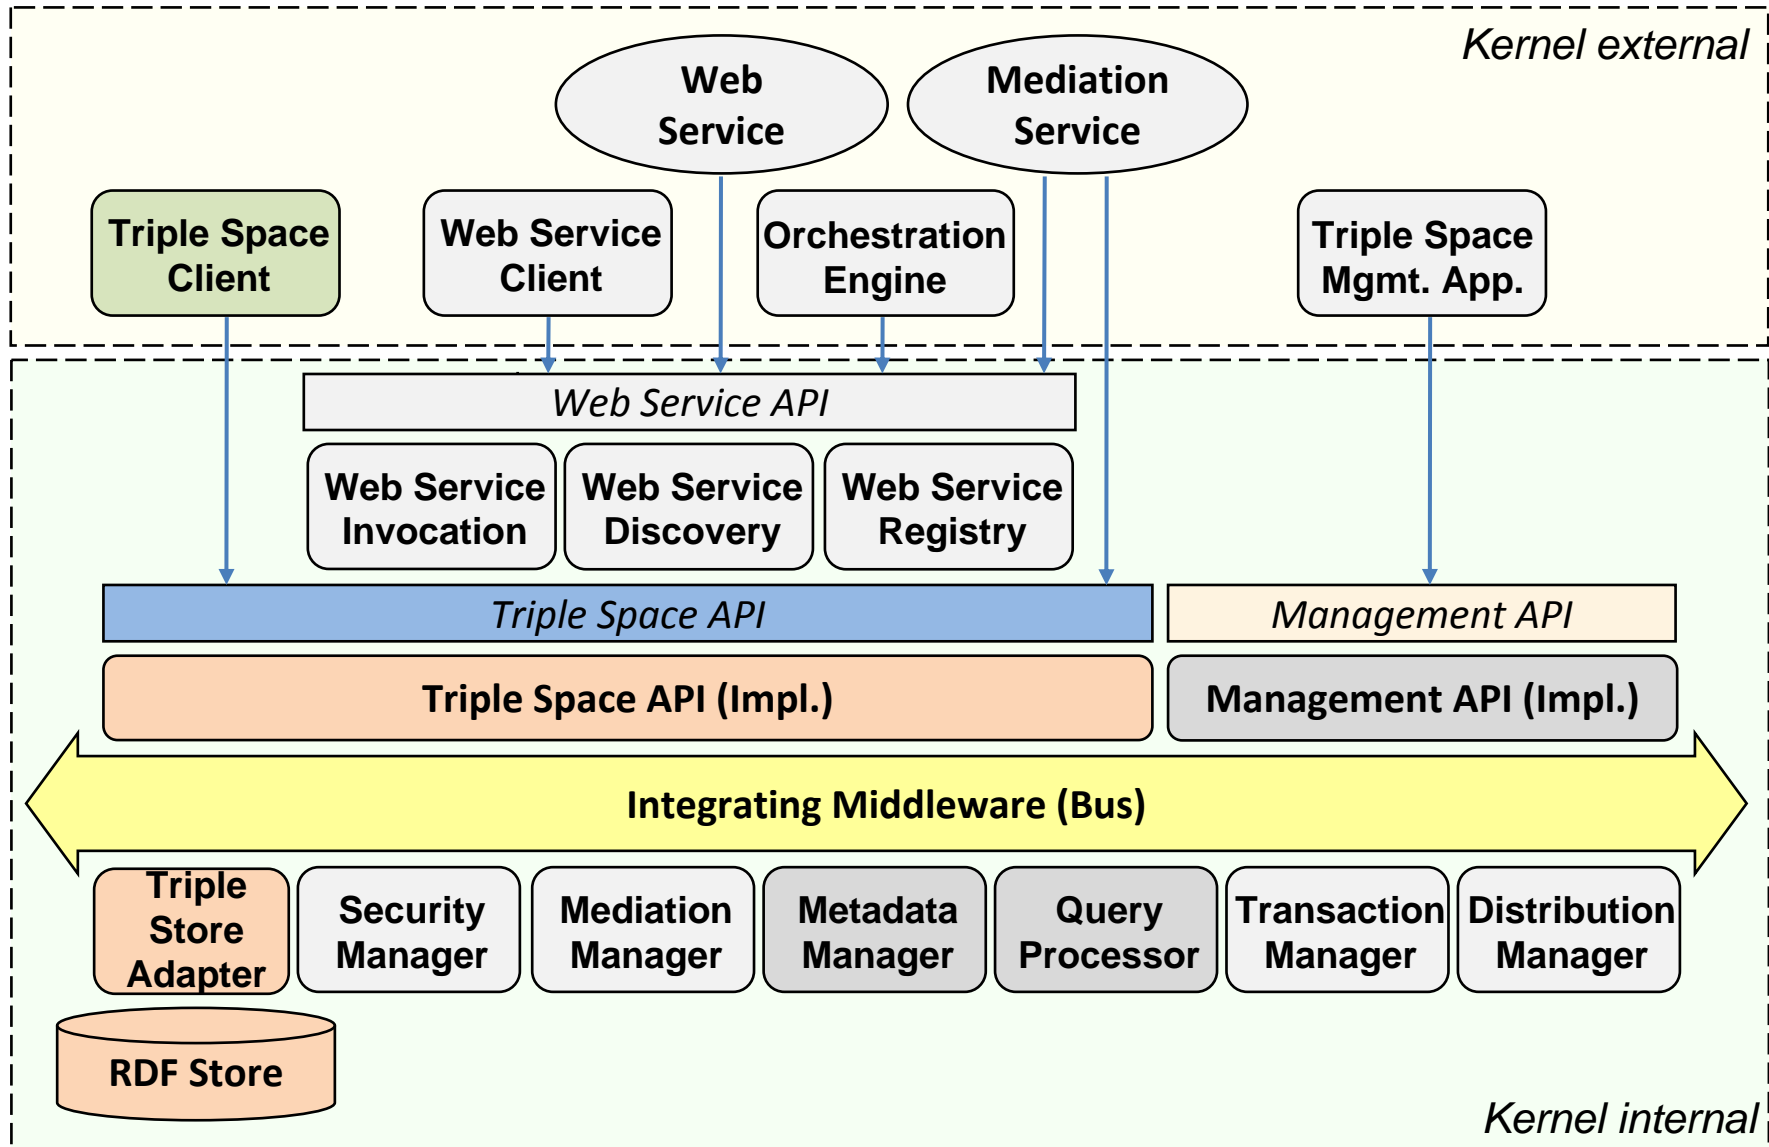 Kernel external
Web
Service
Mediation
Service
Triple Space
Client
Web Service
Client
Orchestration
Engine
Triple Space
Mgmt. App.
Web Service API
Web Service
Invocation
Web Service
Discovery
Web Service
Registry
Triple Space API
Management API
Triple Space API (Impl.)
Management API (Impl.)
Integrating Middleware (Bus)
Triple
Store
Adapter
Security
Manager
Mediation
Manager
Metadata
Manager
Query
Processor
Transaction
Manager
Distribution
Manager
RDF Store
Kernel internal